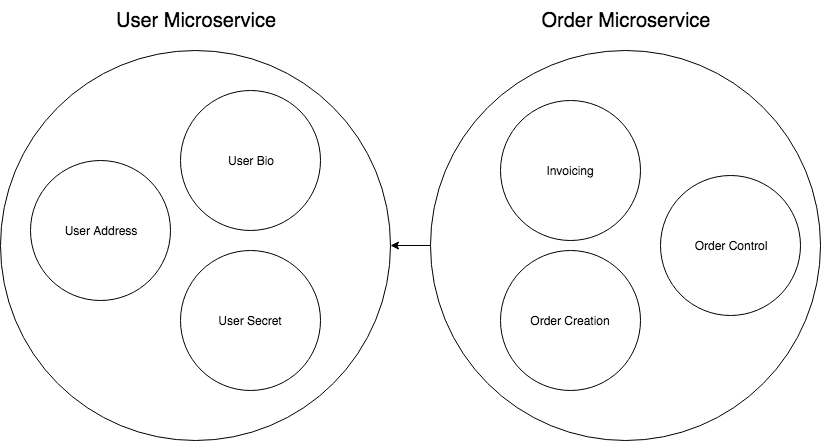 User Microservice
Order Microservice
User Bio
User Address
User Secret
Invoicing
Order Control
Order Creation